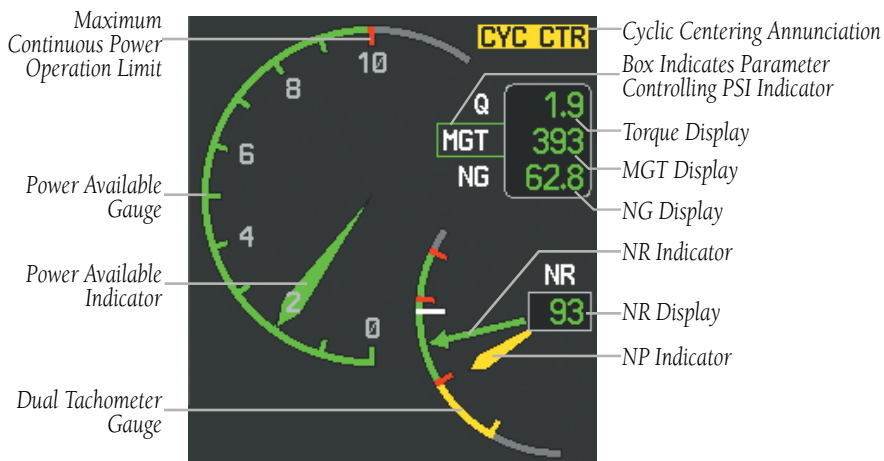 Maximum
Continuous Power
Operation Limit
CYC CTR
Cyclic Centering Annunciation
10
Box Indicates Parameter
Controlling PSI Indicator
8
Q 1.9
Torque Display
MGT 393
MGT Display
6
NG 62.8
NG Display
Power Available
Gauge
4
NR Indicator
Power Available
Indicator
NR
2
93
NR Display
0
NP Indicator
Dual Tachometer
Gauge